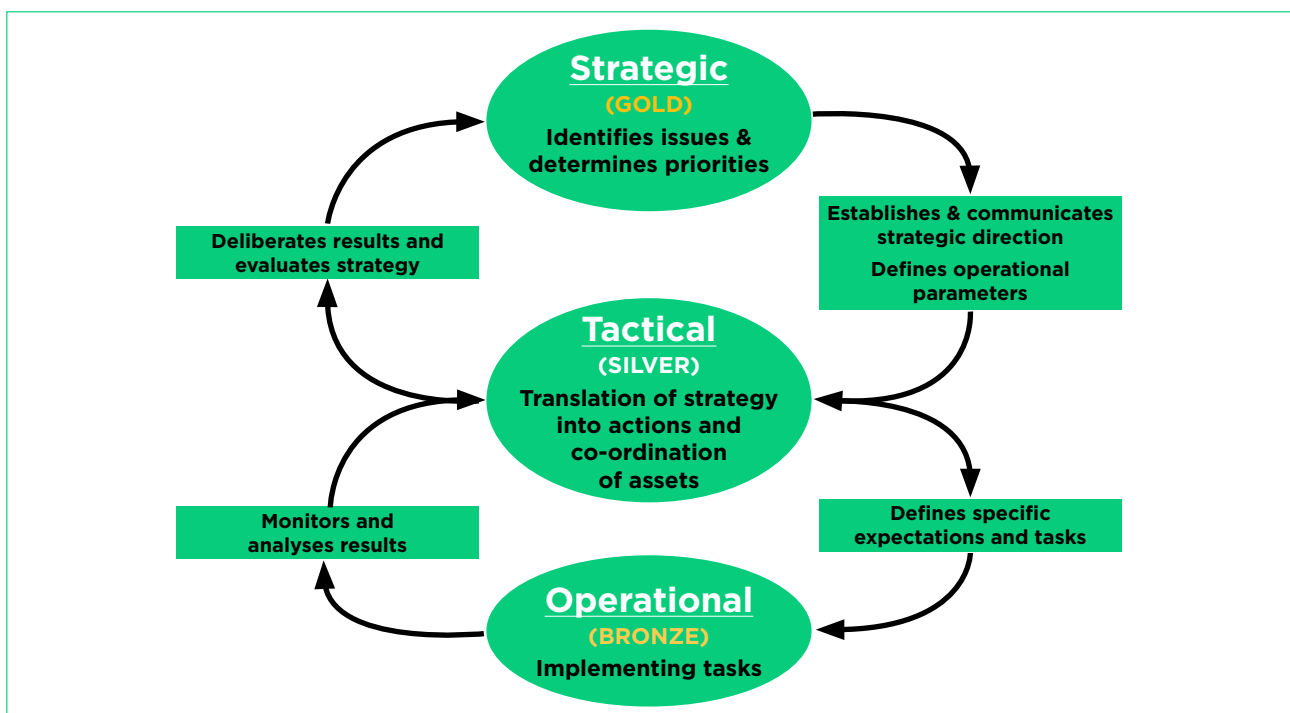 Strategic
(GOLD)
Identifies issues &
determines priorities
Establishes & communicates
strategic direction
Defines operational
parameters
Deliberates results and
evaluates strategy
Tactical
(SILVER)
Translation of strategy
into actions and
co-ordination
of assets
Defines specific
expectations and tasks
Monitors and
analyses results
Operational
(BRONZE)
Implementing tasks